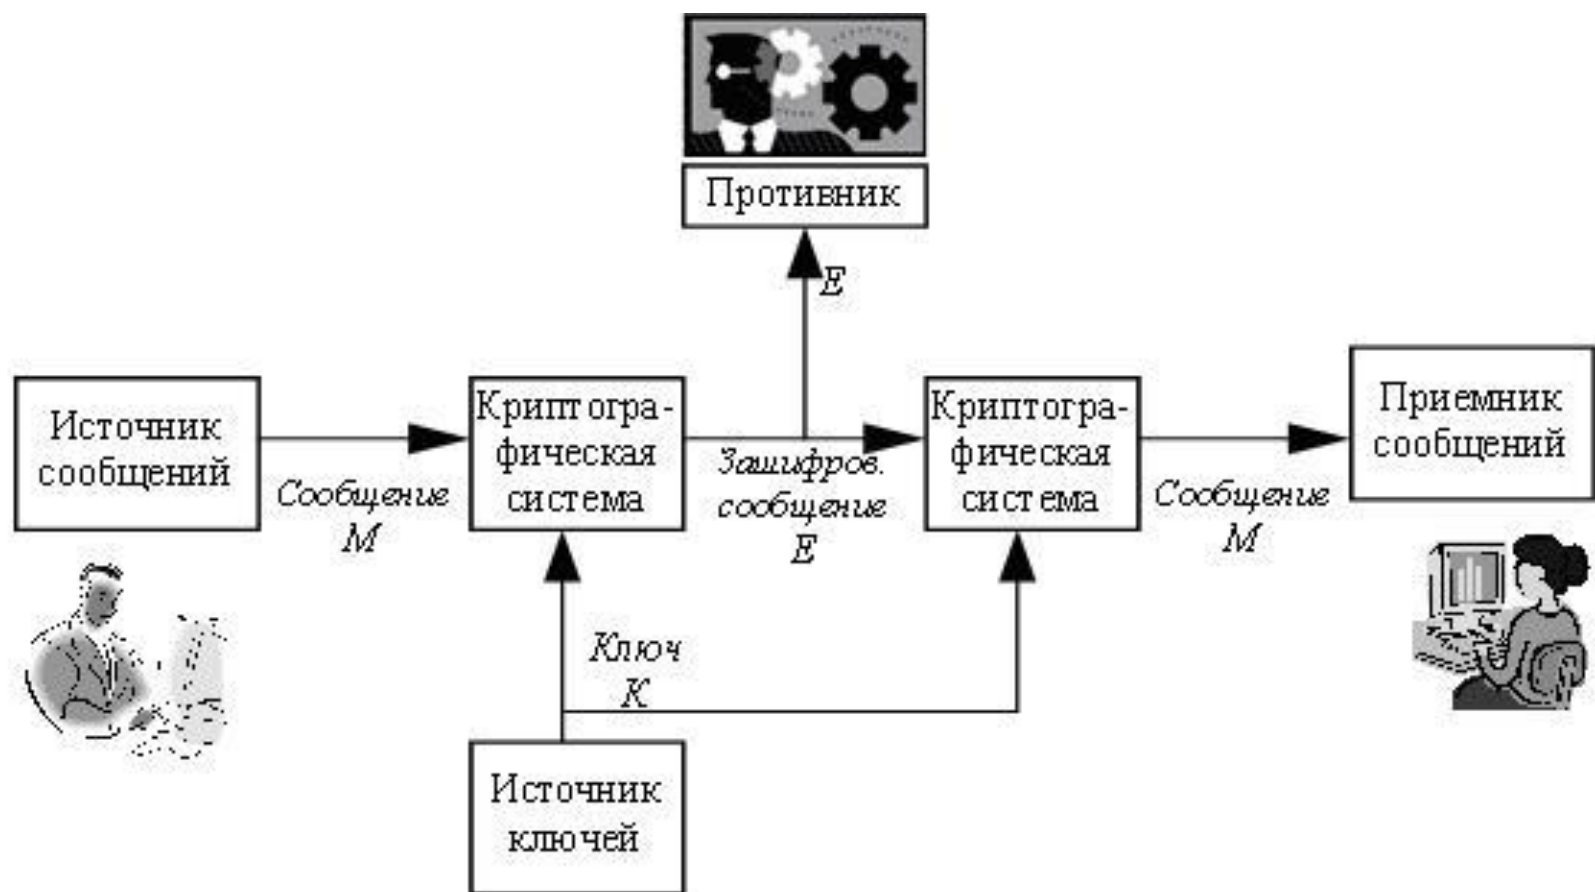 Противник
E
Источник
сообщений
Сообщение
M
Криптогра-
фическая
система
Зашифров.
сообщение
E
Криптогра-
фическая
система
Сообщение
M
Приемник
сообщений
Ключ
K
Источник
ключей